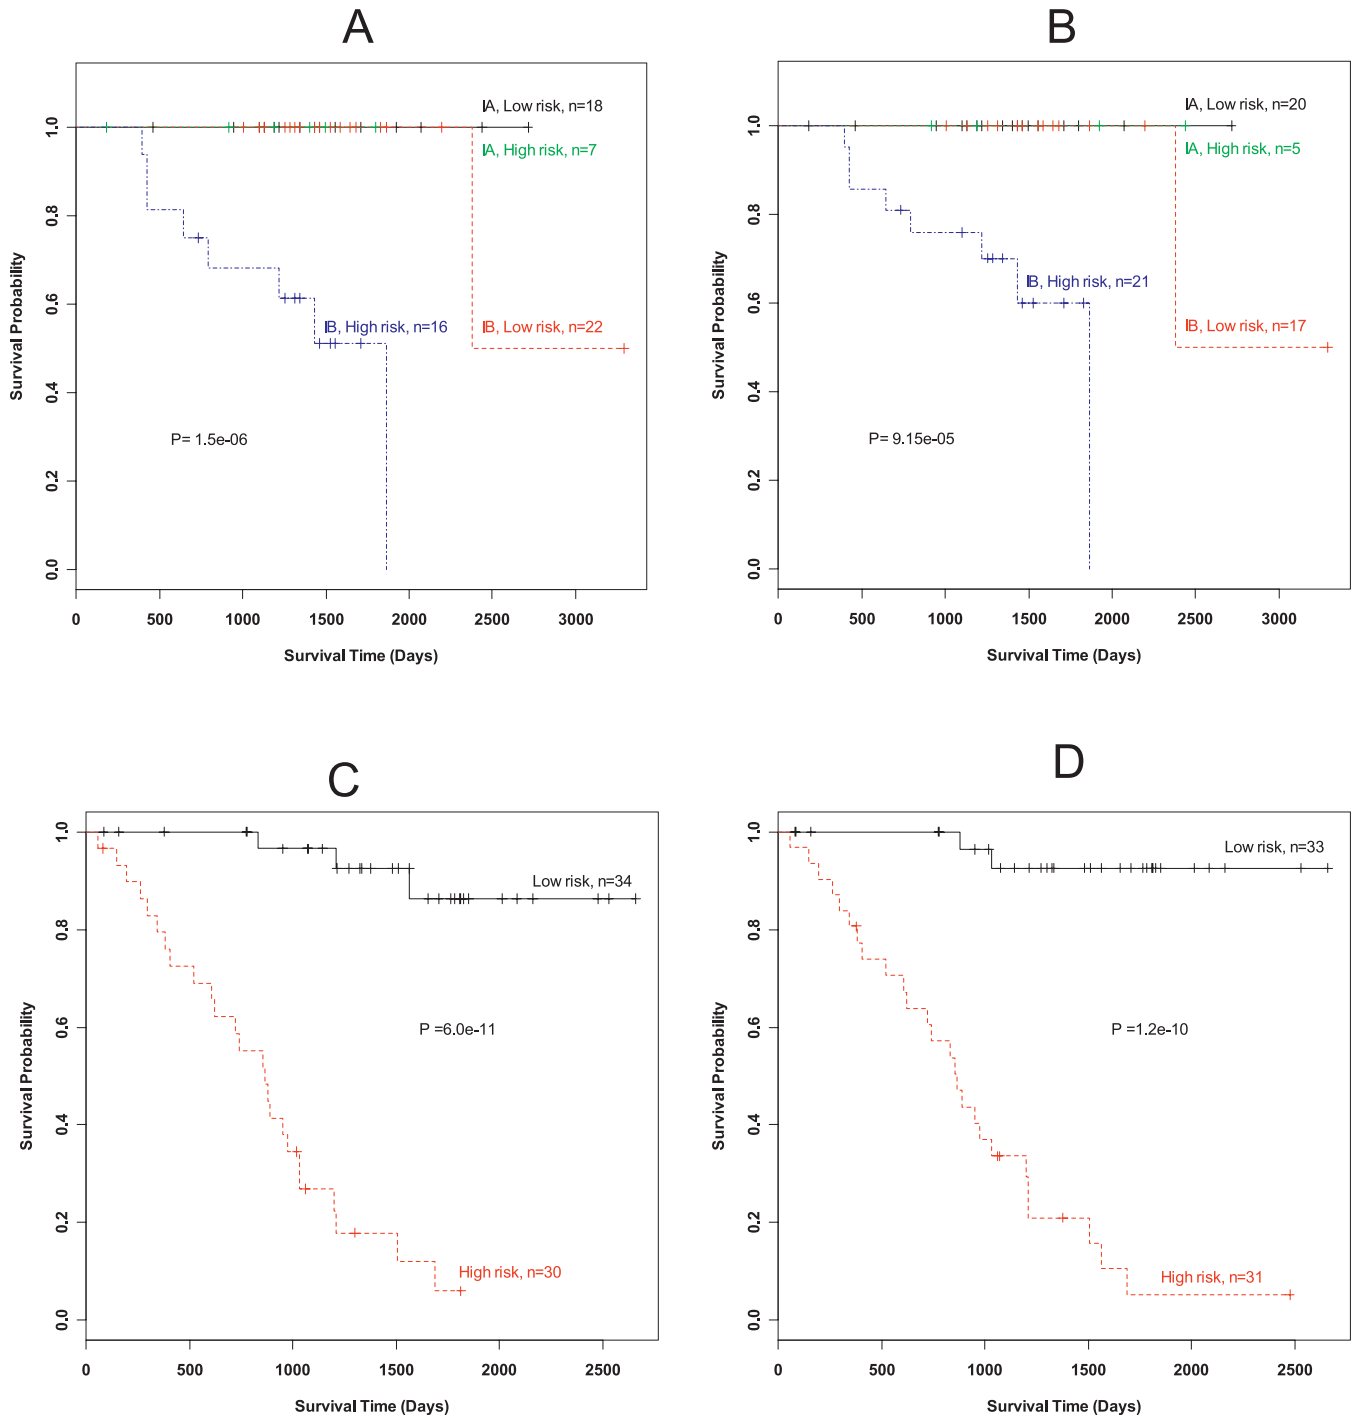 A
B
IA, Low risk, n=18
IA, High risk, n=7
IB, High risk, n=16
IB, Low risk, n=22
P= 1.5e-06
Survival Probability
0.0
0.2
0.4
0.6
0.8
1.0
0
500
1000
1500
2000
2500
3000
Survival Time (Days)
IA, Low risk, n=20
IA, High risk, n=5
IB, High risk, n=21
IB, Low risk, n=17
P= 9.15e-05
Survival Probability
0.0
0.2
0.4
0.6
0.8
1.0
0
500
1000
1500
2000
2500
3000
Survival Time (Days)
C
D
Low risk, n=34
P =6.0e-11
High risk, n=30
Survival Probability
0.0
0.2
0.4
0.6
0.8
1.0
0
500
1000
1500
2000
2500
Survival Time (Days)
Low risk, n=33
P =1.2e-10
High risk, n=31
Survival Probability
0.0
0.2
0.4
0.6
0.8
1.0
0
500
1000
1500
2000
2500
Survival Time (Days)